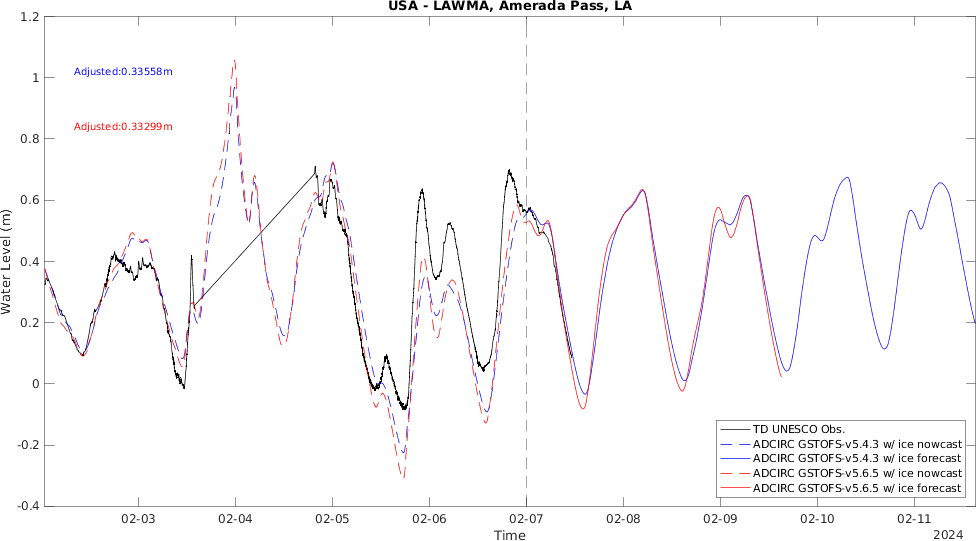 USA - LAWMA, Amerada Pass, LA
1.2
1
0.8
0.6
0.4
0.2
0
-0.2
-0.4
Water Level (m)
Adjusted:0.33558m
Adjusted:0.33299m
TD UNESCO Obs.
ADCIRC GSTOFS-v5.4.3 w/ ice nowcast
ADCIRC GSTOFS-v5.4.3 w/ ice forecast
ADCIRC GSTOFS-v5.6.5 w/ ice nowcast
ADCIRC GSTOFS-v5.6.5 w/ ice forecast
02-03 02-04 02-05 02-06 02-07 02-08 02-09 02-10 02-11
Time
2024